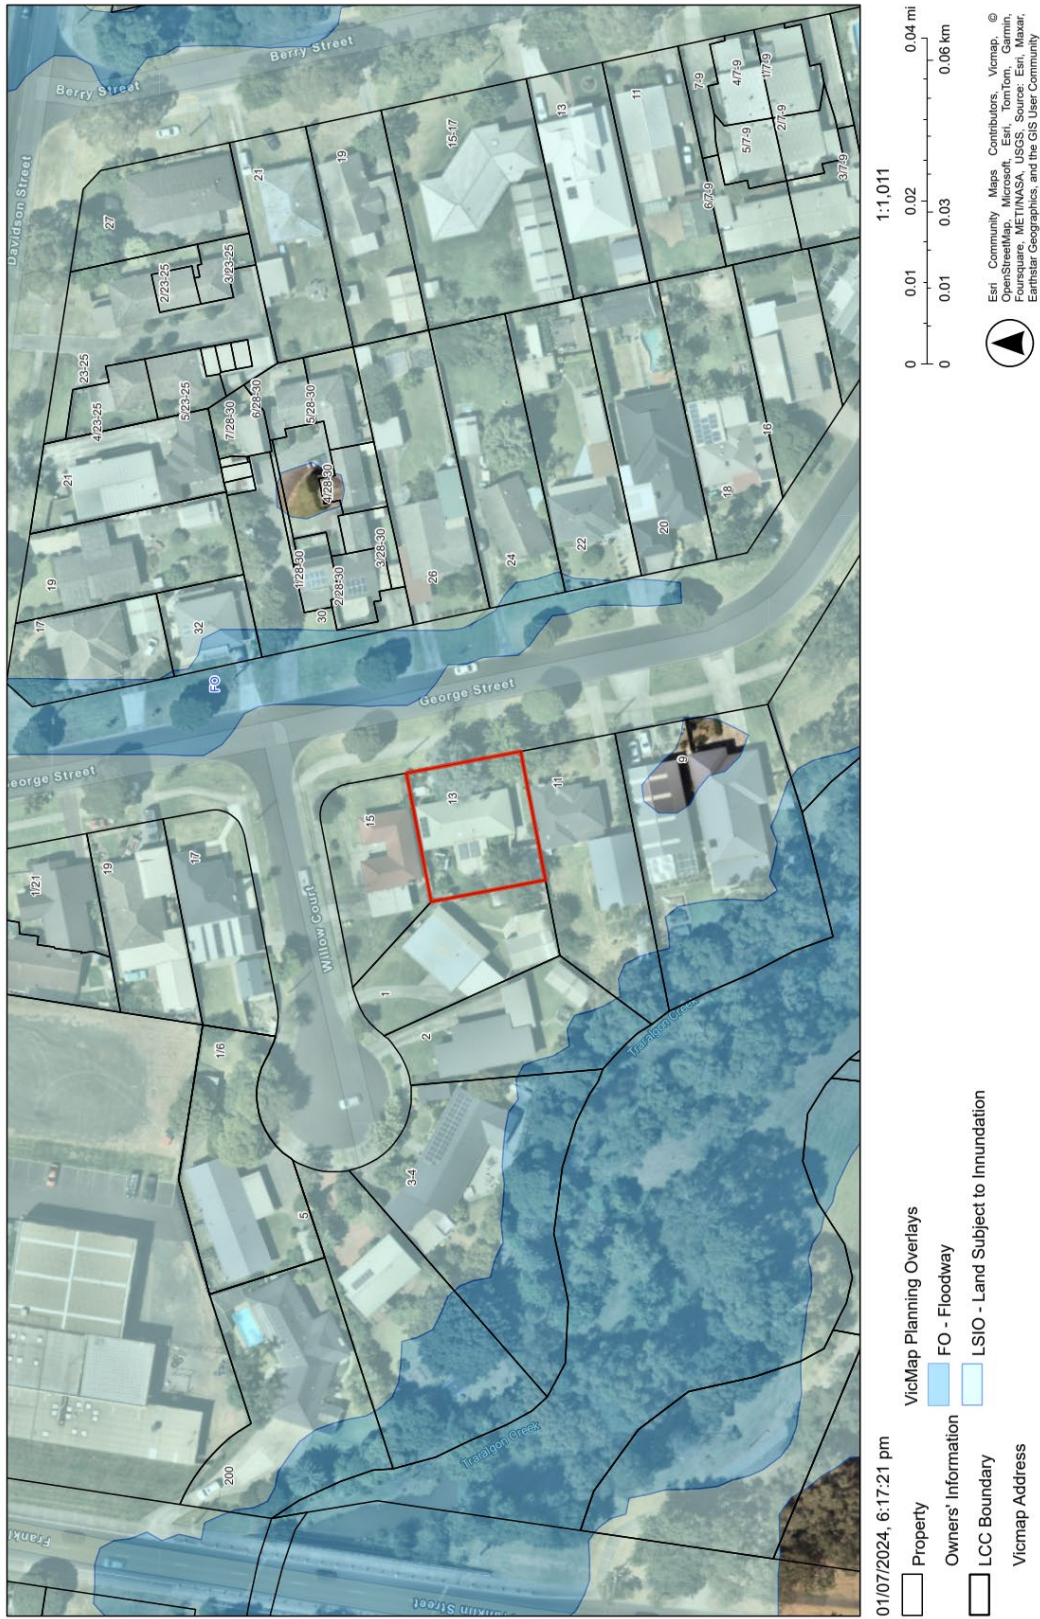 Frankl
Franklin Street
200
5
3-4
1/6
2
1
1/21
19
17
15
13
11
9
Willow Court
Traralgon Creek
Traralgon Creek
George Street
eorge Street
FO
17
19
32
21
30
1/28-30
2/28-30
3/28-30
4/28-30
5/28-30
6/28-30
7/28-30
26
24
22
20
18
16
4/23-25
23-25
5/23-25
2/23-25
3/23-25
27
21
19
15-17
13
11
7-9
6/7-9
5/7-9
4/7-9
1/7-9
2/7-9
3/7-9
Davidson Street
Berry Street
Berry Street
01/07/2024, 6:17:21 pm
Property
Owners' Information
LCC Boundary
Vicmap Address
VicMap Planning Overlays
FO - Floodway
LSIO - Land Subject to Innundation
1:1,011
0 0.01 0.02 0.04 mi
0 0.01 0.03 0.06 km
Esri Community Maps Contributors, Vicmap, ©
OpenStreetMap, Microsoft, Esri, TomTom, Garmin,
Foursquare, METI/NASA, USGS, Source: Esri, Maxar,
Earthstar Geographics, and the GIS User Community